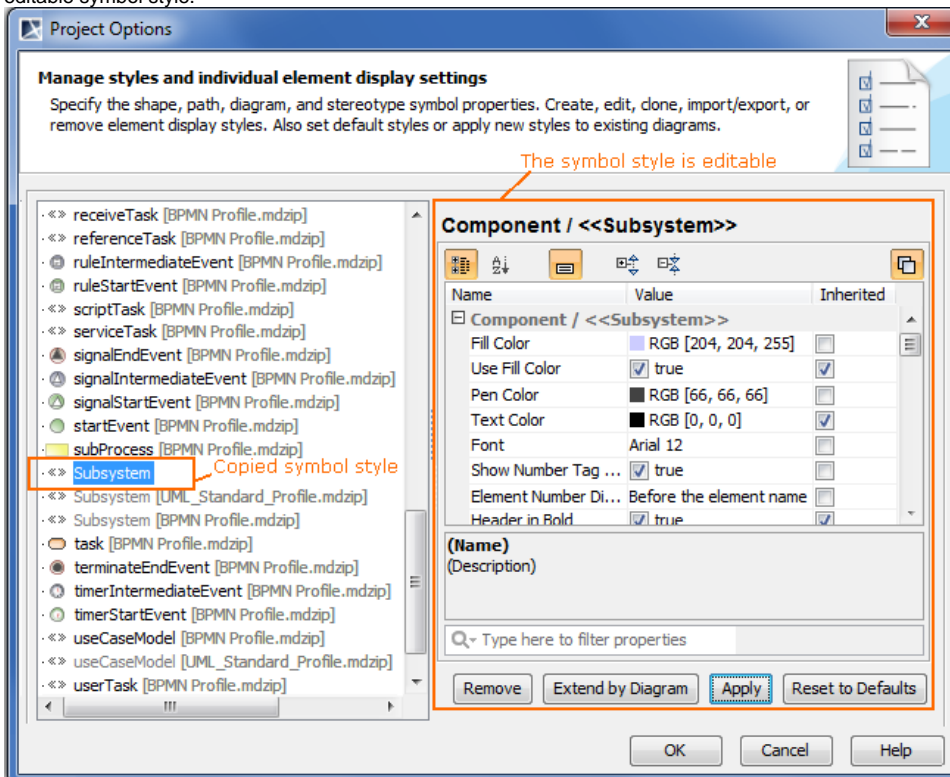 editable symbol style.
Project Options
Manage styles and individual element display settings
Specify the shape, path, diagram, and stereotype symbol properties. Create, edit, clone, import/export, or
remove element display styles. Also set default styles or apply new styles to existing diagrams.
The symbol style is editable
«» receiveTask [BPMN Profile.mdzip]
«» referenceTask [BPMN Profile.mdzip]
ruleIntermediateEvent [BPMN Profile.mdzip]
ruleStartEvent [BPMN Profile.mdzip]
«» scriptTask [BPMN Profile.mdzip]
«» serviceTask [BPMN Profile.mdzip]
signalEndEvent [BPMN Profile.mdzip]
signalIntermediateEvent [BPMN Profile.mdzip]
signalStartEvent [BPMN Profile.mdzip]
startEvent [BPMN Profile.mdzip]
subProcess [BPMN Profile.mdzip]
«» Subsystem
Copied symbol style
«» Subsystem [UML_Standard_Profile.mdzip]
«» Subsystem [BPMN Profile.mdzip]
task [BPMN Profile.mdzip]
terminateEndEvent [BPMN Profile.mdzip]
timerIntermediateEvent [BPMN Profile.mdzip]
timerStartEvent [BPMN Profile.mdzip]
«» useCaseModel [BPMN Profile.mdzip]
«» useCaseModel [UML_Standard_Profile.mdzip]
«» userTask [BPMN Profile.mdzip]
Component / <<Subsystem>>
Name Value Inherited
Component / <<Subsystem>>
Fill Color RGB [204, 204, 255]
Use Fill Color true
Pen Color RGB [66, 66, 66]
Text Color RGB [0, 0, 0]
Font Arial 12
Show Number Tag ... true
Element Number Di... Before the element name
Header in Bold true
(Name)
(Description)
Type here to filter properties
Remove Extend by Diagram Apply Reset to Defaults
OK Cancel Help